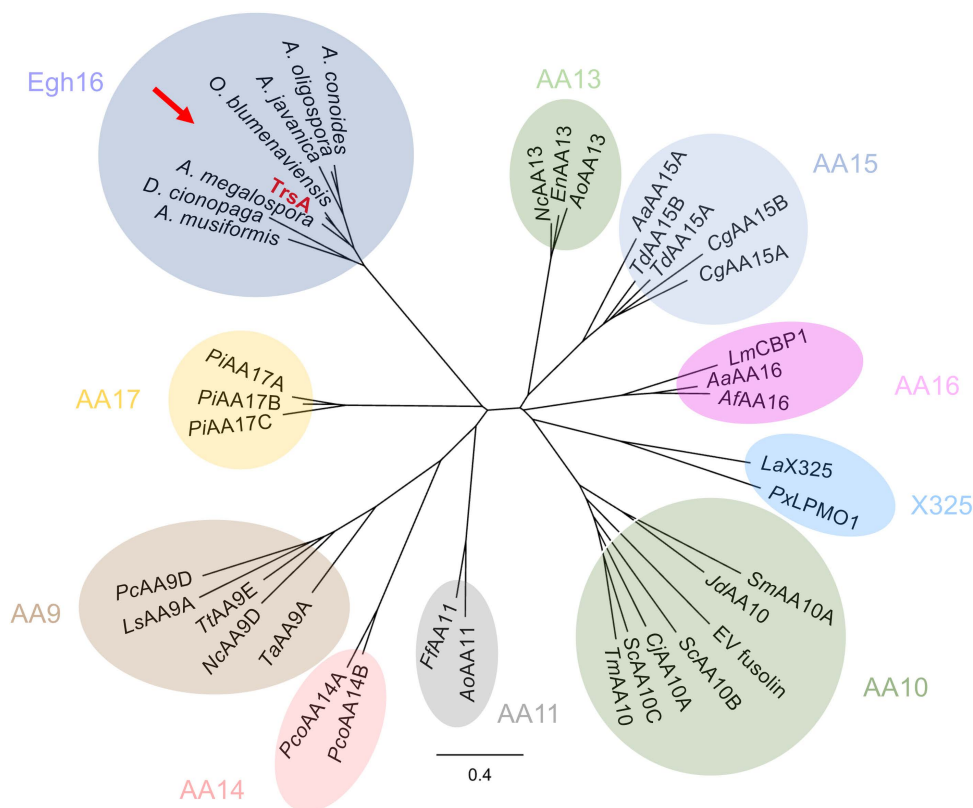 Egh16
A. conoides
A. oligospora
A. javanica
O. blumenaviensis
TrsA
A. megalospora
D. cionopaga
A. musiformis
AA13
NcAA13
EnAA13
AoAA13
AA15
AaAA15A
TdAA15B
TdAA15A
CgAA15B
CgAA15A
LmCBP1
AaAA16
AfAA16
AA16
AA17
PiAA17A
PiAA17B
PiAA17C
LaX325
PxLPMO1
X325
AA9
PcAA9D
LsAA9A
TtAA9E
NcAA9D
TaAA9A
PcoAA14A
PcoAA14B
AA14
FfAA11
AoAA11
AA11
SmAA10A
JdAA10
EV fusolin
ScAA10B
CjAA10A
ScAA10C
TmAA10
AA10
0.4